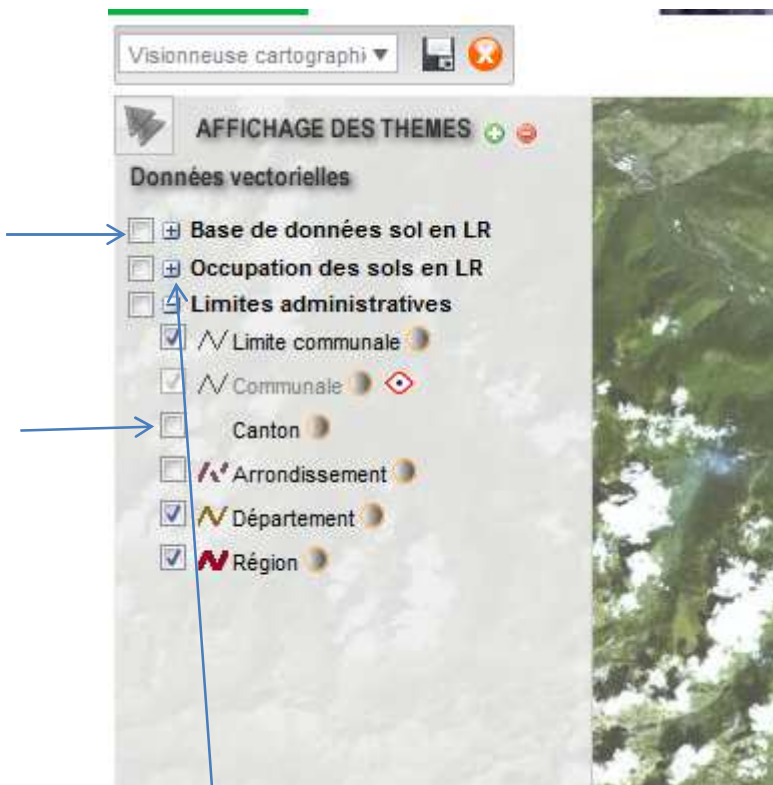 Visionneuse cartographi
AFFICHAGE DES THEMES
Données vectorielles
Base de données sol en LR
Occupation des sols en LR
Limites administratives
Limite communale
Communale
Canton
Arrondissement
Département
Région